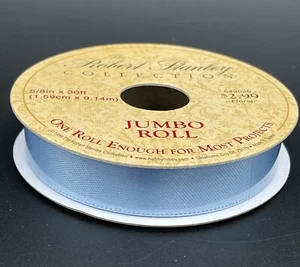 Robert Stanley
COLLECTION
5/8in x 30ft
(1.59cm x 9.14m)
$2.99
Floral
JUMBO
ROLL
ONE ROLL ENOUGH FOR MOST PROJECTS